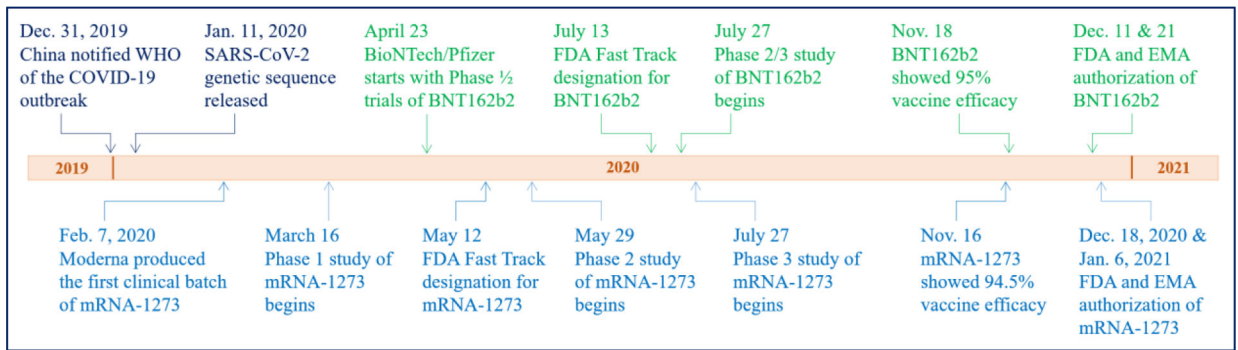 Dec. 31, 2019
China notified WHO
of the COVID-19
outbreak
Jan. 11, 2020
SARS-CoV-2
genetic sequence
released
April 23
BioNTech/Pfizer
starts with Phase ½
trials of BNT162b2
July 13
FDA Fast Track
designation for
BNT162b2
July 27
Phase 2/3 study
of BNT162b2
begins
Nov. 18
BNT162b2
showed 95%
vaccine efficacy
Dec. 11 & 21
FDA and EMA
authorization of
BNT162b2
2019
2020
2021
Feb. 7, 2020
Moderna produced
the first clinical batch
of mRNA-1273
March 16
Phase 1 study of
mRNA-1273
begins
May 12
FDA Fast Track
designation for
mRNA-1273
May 29
Phase 2 study
of mRNA-1273
begins
July 27
Phase 3 study of
mRNA-1273
begins
Nov. 16
mRNA-1273
showed 94.5%
vaccine efficacy
Dec. 18, 2020 &
Jan. 6, 2021
FDA and EMA
authorization of
mRNA-1273